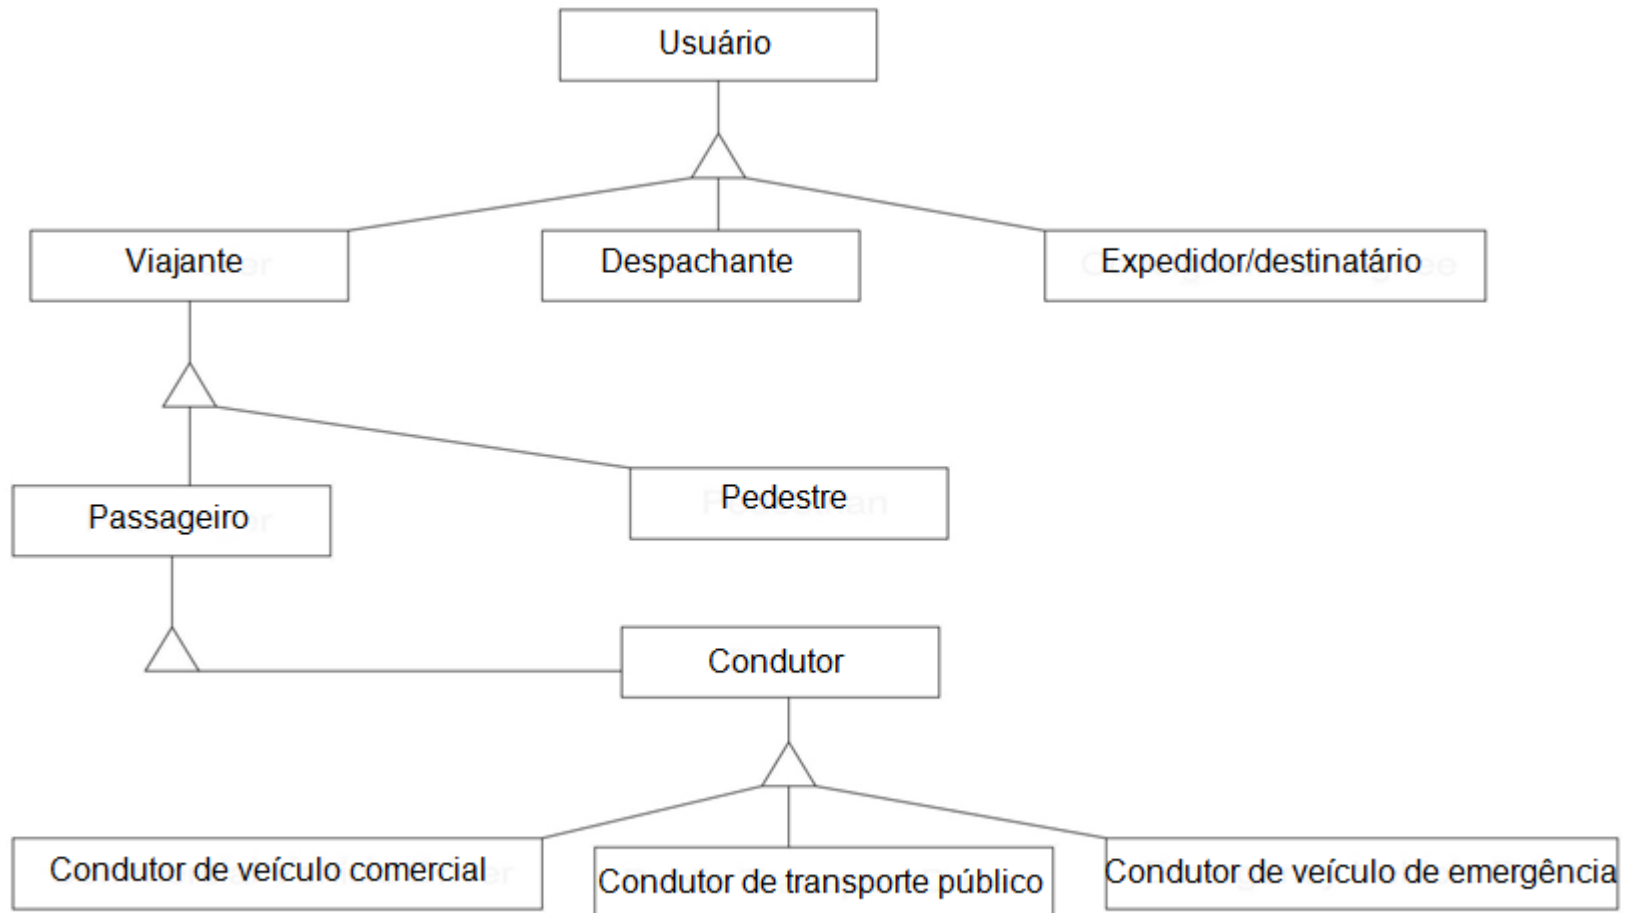 Usuário
Viajante
Despachante
Expedidor/destinatário
Pedestre
Passageiro
Condutor
Condutor de veículo comercial
Condutor de transporte público
Condutor de veículo de emergência